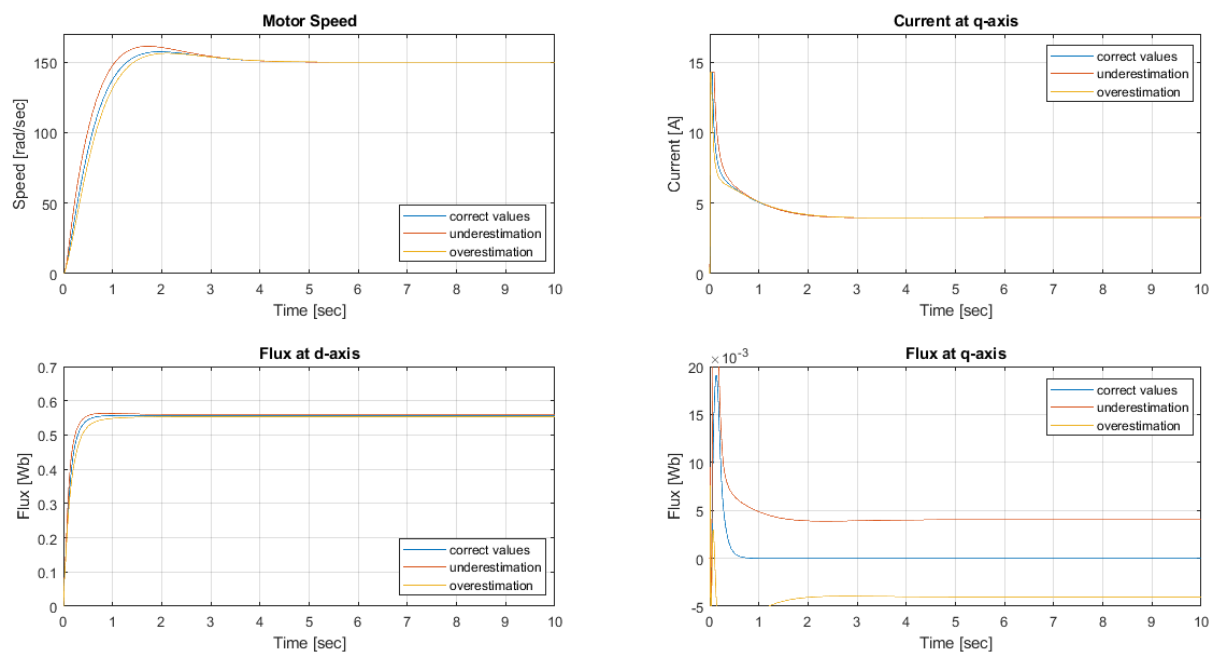 Motor Speed
Speed [rad/sec]
150
100
50
0
0 1 2 3 4 5 6 7 8 9 10
Time [sec]
correct values
underestimation
overestimation
Current at q-axis
Current [A]
15
10
5
0
0 1 2 3 4 5 6 7 8 9 10
Time [sec]
correct values
underestimation
overestimation
Flux at d-axis
Flux [Wb]
0.7
0.6
0.5
0.4
0.3
0.2
0.1
0
0 1 2 3 4 5 6 7 8 9 10
Time [sec]
correct values
underestimation
overestimation
Flux at q-axis
×10⁻³
Flux [Wb]
20
15
10
5
0
-5
0 1 2 3 4 5 6 7 8 9 10
Time [sec]
correct values
underestimation
overestimation